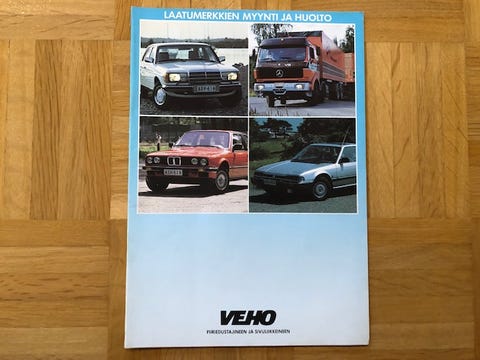 LAATUMERKKIEN MYYNTI JA HUOLTO
VEHO
PIIRIEDUSTAJINEEN JA SIVULIIKKEINEEN